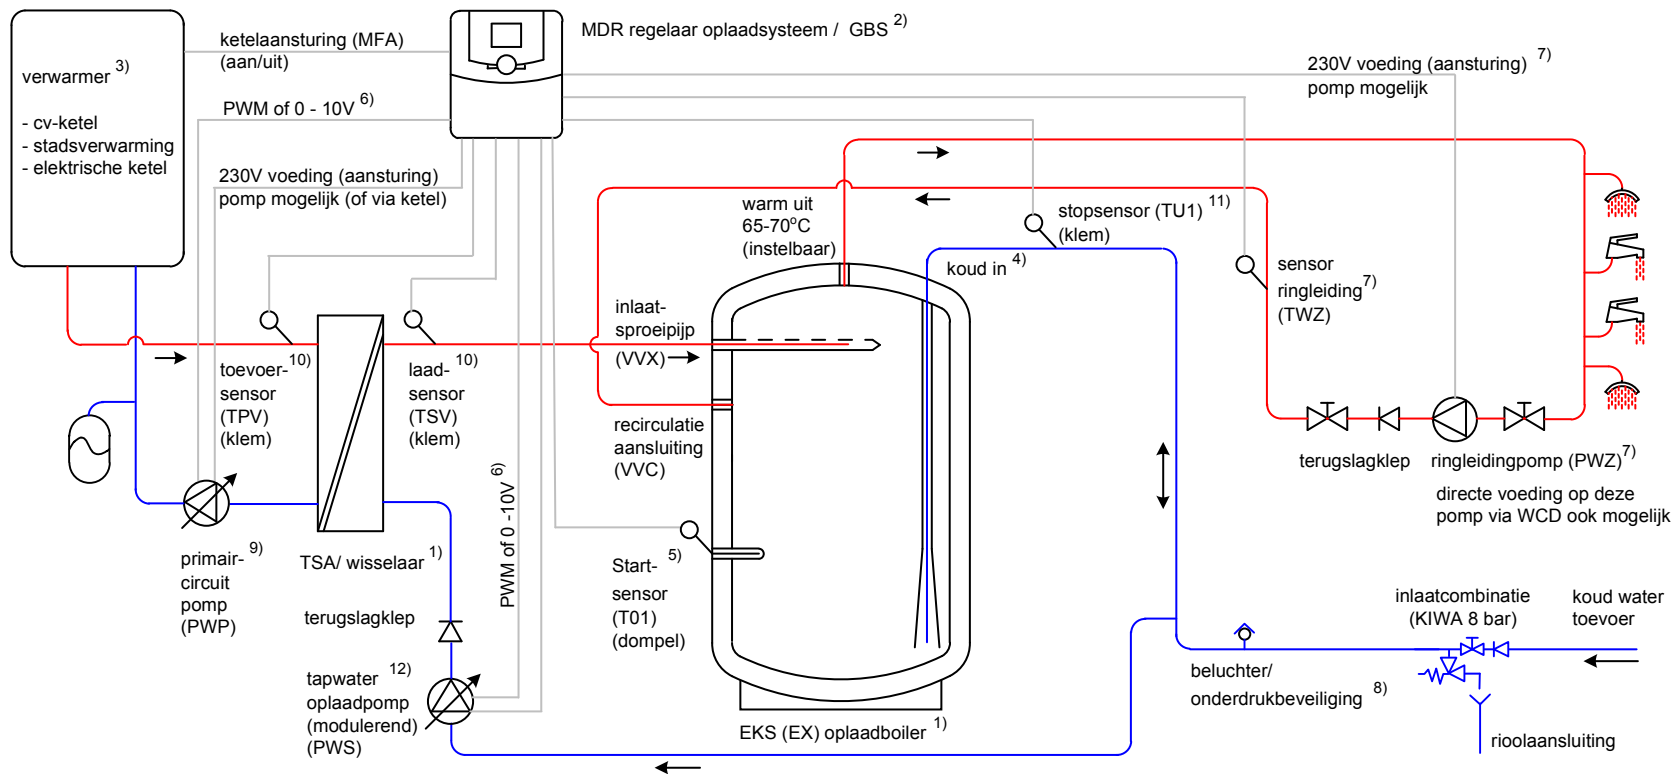 verwarmer 3)
- cv-ketel
- stadsverwarming
- elektrische ketel
ketelaansturing (MFA)
(aan/uit)
PWM of 0 - 10V 6)
230V voeding (aansturing)
pomp mogelijk (of via ketel)
MDR regelaar oplaadsysteem / GBS 2)
230V voeding (aansturing) 7)
pomp mogelijk
warm uit
65-70°C
(instelbaar)
stopsensor (TU1) 11)
(klem)
koud in 4)
sensor
ringleiding 7)
(TWZ)
inlaat-
sproeipijp
(VVX)
toevoer- 10)
sensor
(TPV)
(klem)
laad- 10)
sensor
(TSV)
(klem)
recirculatie
aansluiting
(VVC)
terugslagklep
ringleidingpomp (PWZ) 7)
directe voeding op deze
pomp via WCD ook mogelijk
PWM of 0 -10V 6)
primair- 9)
circuit
pomp
(PWP)
TSA/ wisselaar 1)
Start- 5)
sensor
(T01)
(dompel)
terugslagklep
inlaatcombinatie
(KIWA 8 bar)
koud water
toevoer
tapwater 12)
oplaadpomp
(modulerend)
(PWS)
beluchter/
onderdrukbeveiliging 8)
EKS (EX) oplaadboiler 1)
rioolaansluiting